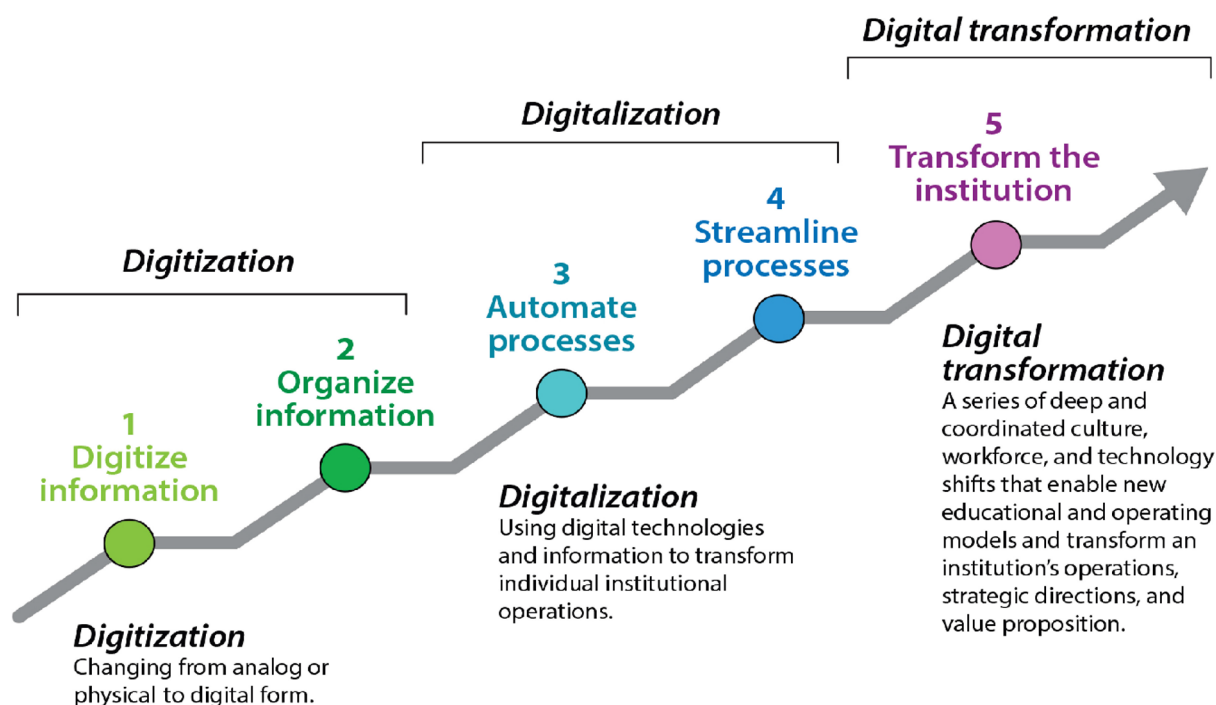 Digital transformation
Digitalization
5
Transform the
institution
4
Streamline
processes
Digitization
3
Automate
processes
2
Organize
information
1
Digitize
information
Digitization
Changing from analog or
physical to digital form.
Digitalization
Using digital technologies
and information to transform
individual institutional
operations.
Digital
transformation
A series of deep and
coordinated culture,
workforce, and technology
shifts that enable new
educational and operating
models and transform an
institution’s operations,
strategic directions, and
value proposition.